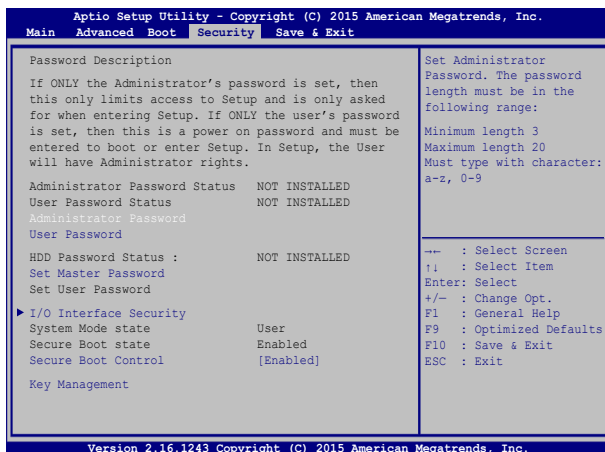 Aptio Setup Utility - Copyright (C) 2015 American Megatrends, Inc.
Main Advanced Boot Security Save & Exit
Password Description
If ONLY the Administrator's password is set, then
this only limits access to Setup and is only asked
for when entering Setup. If ONLY the user's password
is set, then this is a power on password and must be
entered to boot or enter Setup. In Setup, the User
will have Administrator rights.
Administrator Password Status NOT INSTALLED
User Password Status NOT INSTALLED
Administrator Password
User Password
HDD Password Status : NOT INSTALLED
Set Master Password
Set User Password
I/O Interface Security
System Mode state User
Secure Boot state Enabled
Secure Boot Control [Enabled]
Key Management
Set Administrator
Password. The password
length must be in the
following range:
Minimum length 3
Maximum length 20
Must type with character:
a-z, 0-9
→← : Select Screen
↑↓ : Select Item
Enter: Select
+/— : Change Opt.
F1 : General Help
F9 : Optimized Defaults
F10 : Save & Exit
ESC : Exit
Version 2.16.1243 Copyright (C) 2015 American Megatrends, Inc.